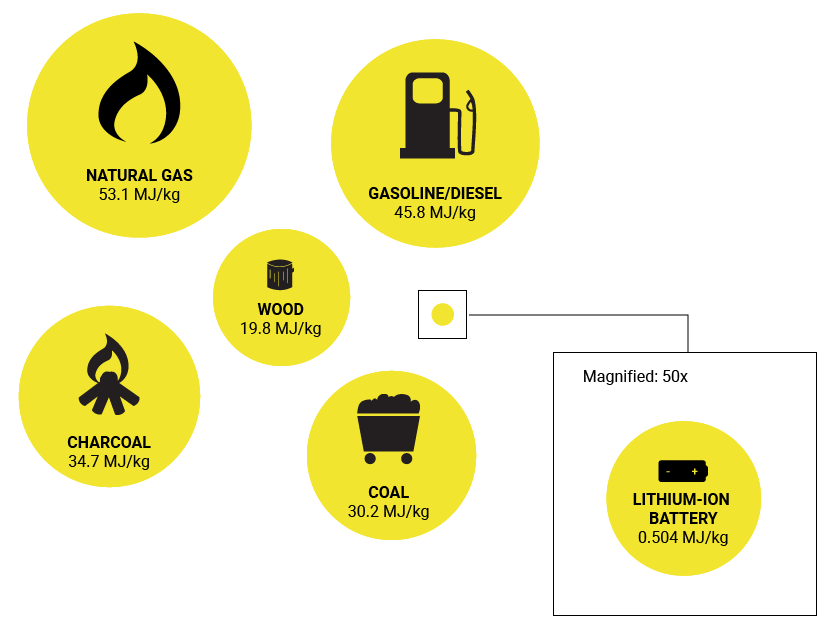 NATURAL GAS
53.1 MJ/kg
GASOLINE/DIESEL
45.8 MJ/kg
WOOD
19.8 MJ/kg
Magnified: 50x
CHARCOAL
34.7 MJ/kg
COAL
30.2 MJ/kg
- +
LITHIUM-ION
BATTERY
0.504 MJ/kg